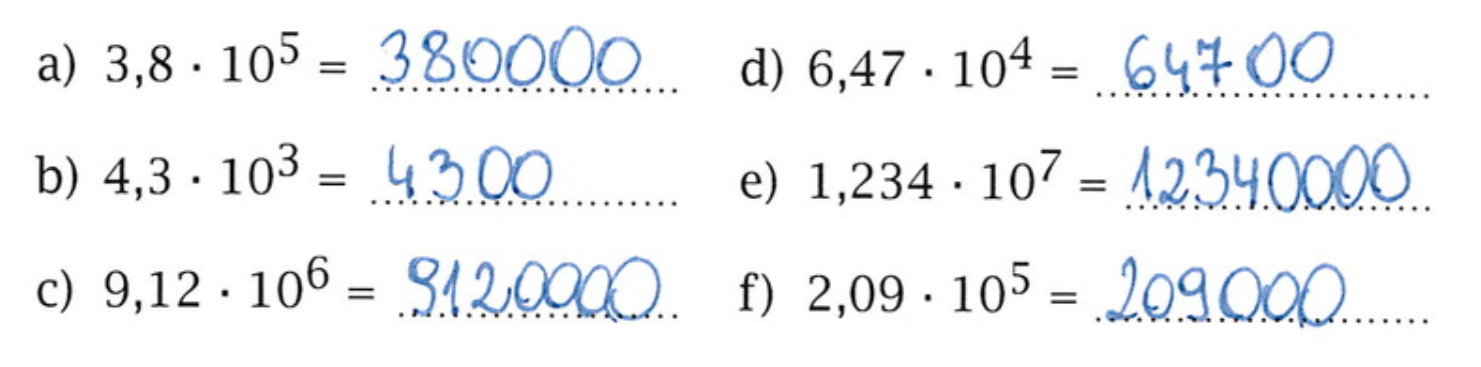 a) 3,8 · 10⁵ = 380000
b) 4,3 · 10³ = 4300
c) 9,12 · 10⁶ = 9120000
d) 6,47 · 10⁴ = 64700
e) 1,234 · 10⁷ = 12340000
f) 2,09 · 10⁵ = 209000